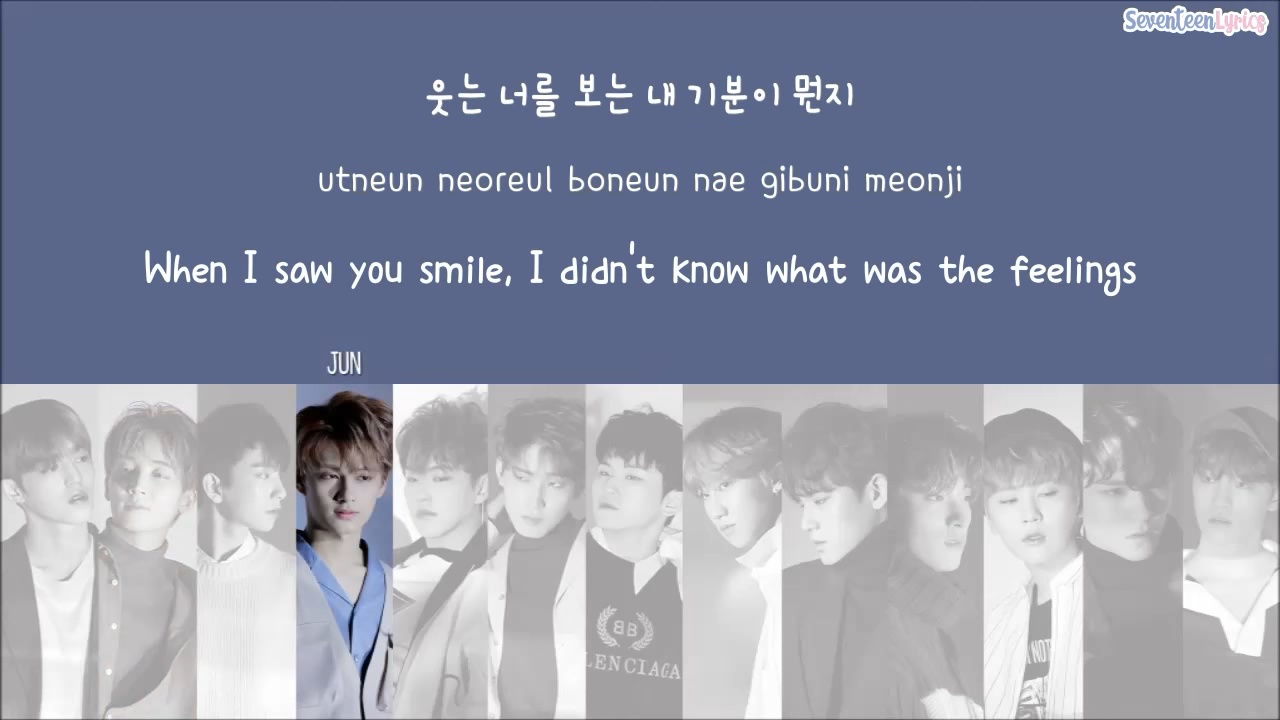 SeventeenLyrics
웃는 너를 보는 내 기분이 뭔지
utneun neoreul boneun nae gibuni meonji
When I saw you smile, I didn't know what was the feelings
JUN
BB
LENCIAGA
NOT